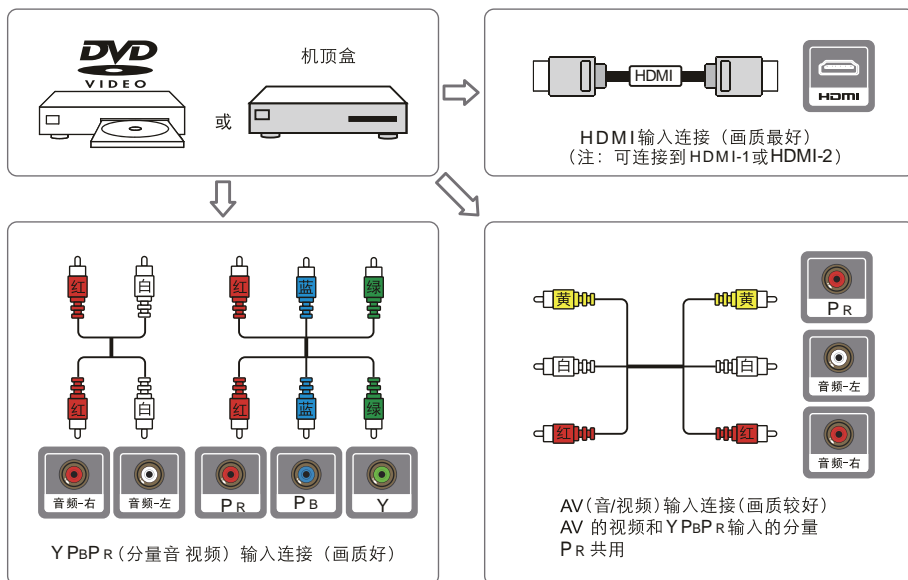 DVD
VIDEO
机顶盒
或
HDMI
HDMI
HDMI输入连接（画质最好）
（注：可连接到HDMI-1或HDMI-2）
红
白
红
蓝
绿
红
白
红
蓝
绿
音频-右
音频-左
PR
PB
Y
YPBPR（分量音 视频）输入连接（画质好）
黄
黄
PR
白
白
音频-左
红
红
音频-右
AV（音/视频）输入连接（画质较好）
AV 的视频和YPBPR输入的分量
PR共用